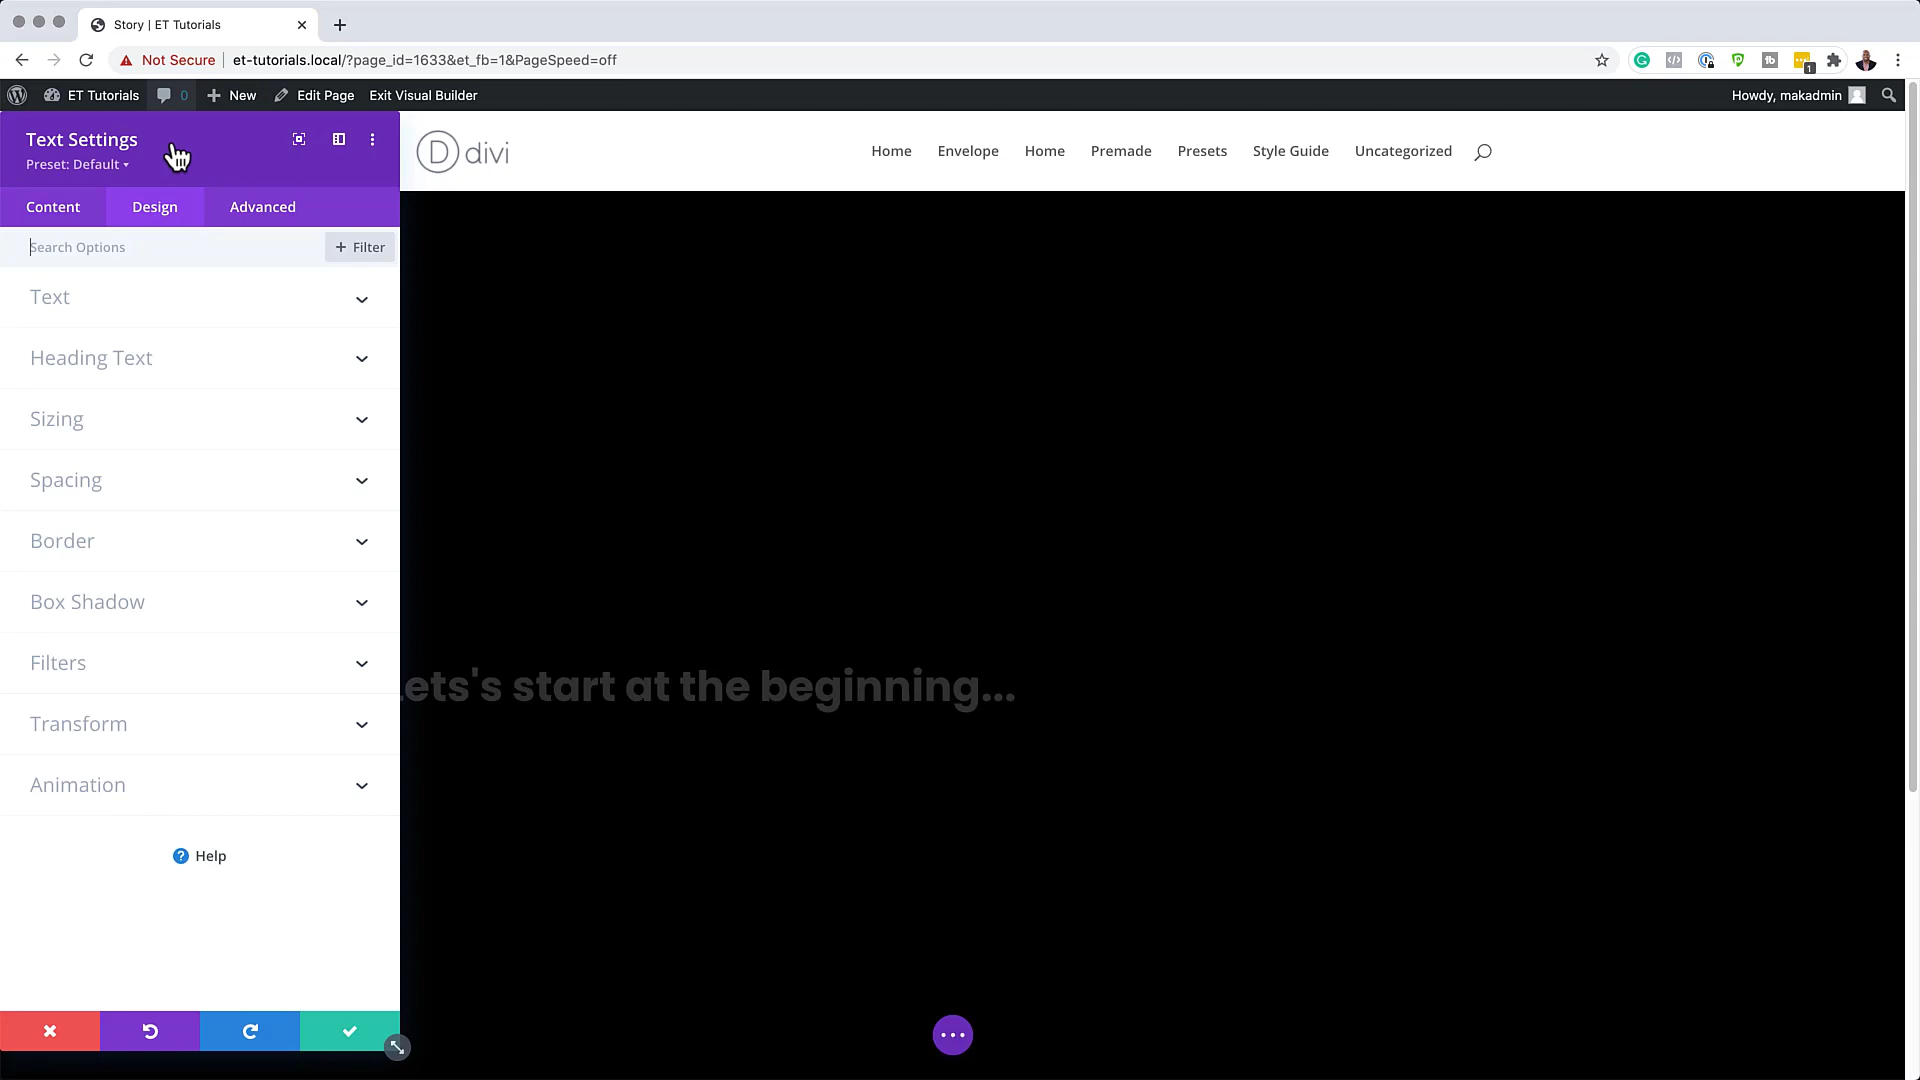 Story | ET Tutorials
Not Secure
et-tutorials.local/?page_id=1633&et_fb=1&PageSpeed=off
1
ET Tutorials
0
New
Edit Page
Exit Visual Builder
Howdy, makadmin
Text Settings
Preset: Default
Content
Design
Advanced
Search Options
+ Filter
Text
Heading Text
Sizing
Spacing
Border
Box Shadow
Filters
Transform
Animation
? Help
D divi
Home
Envelope
Home
Premade
Presets
Style Guide
Uncategorized
ets's start at the beginning...